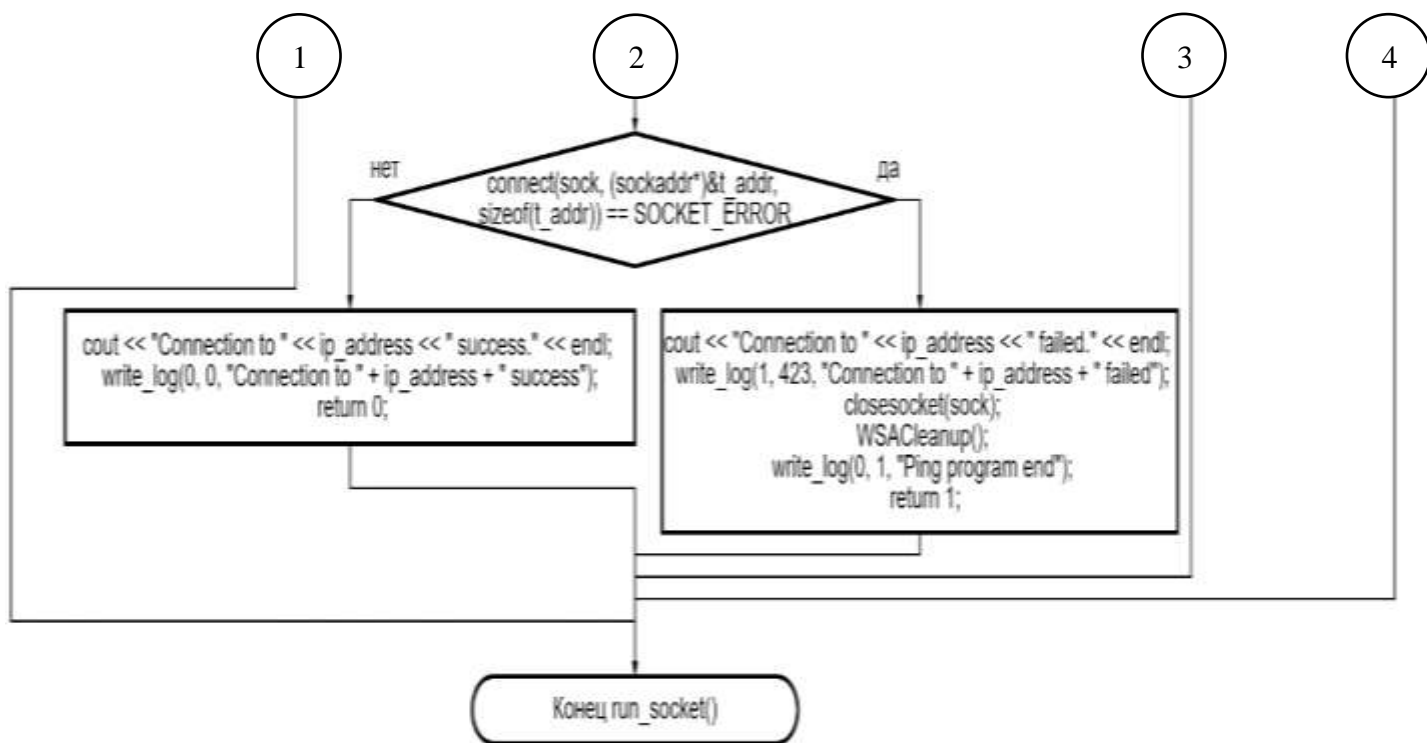 1
2
3
4
нет
да
connect(sock, (sockaddr*)&t_addr,
sizeof(t_addr)) == SOCKET_ERROR
cout << "Connection to " << ip_address << " success." << endl;
write_log(0, 0, "Connection to " + ip_address + " success");
return 0;
cout << "Connection to " << ip_address << " failed." << endl;
write_log(1, 423, "Connection to " + ip_address + " failed");
closesocket(sock);
WSACleanup();
write_log(0, 1, "Ping program end");
return 1;
Конец run_socket()